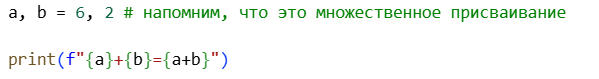 a, b = 6, 2 # напомним, что это множественное присваивание
print(f"{a}+{b}={a+b}")